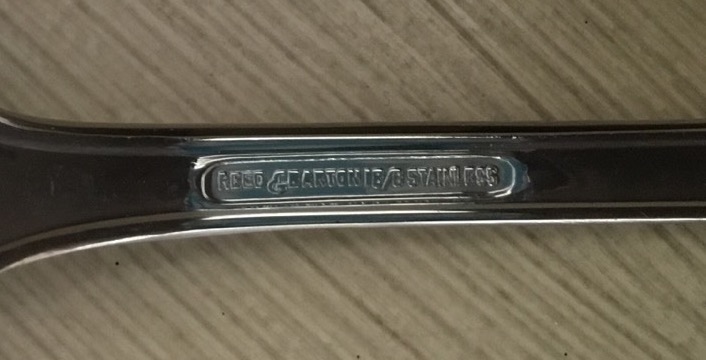 REED & BARTON 18/8 STAINLESS